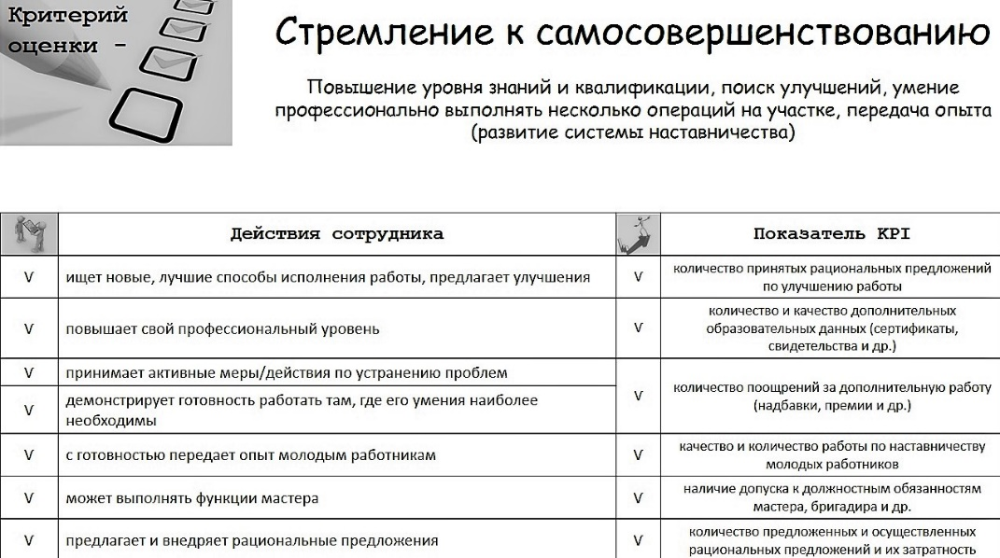 Критерий
оценки –
Стремление к самосовершенствованию
Повышение уровня знаний и квалификации, поиск улучшений, умение
профессионально выполнять несколько операций на участке, передача опыта
(развитие системы наставничества)
Действия сотрудника
Показатель KPI
V ищет новые, лучшие способы исполнения работы, предлагает улучшения
V количество принятых рациональных предложений
по улучшению работы
V повышает свой профессиональный уровень
V количество и качество дополнительных
образовательных данных (сертификаты,
свидетельства и др.)
V принимает активные меры/действия по устранению проблем
V демонстрирует готовность работать там, где его умения наиболее
необходимы
V количество поощрений за дополнительную работу
(надбавки, премии и др.)
V с готовностью передает опыт молодым работникам
V качество и количество работы по наставничеству
молодых работников
V может выполнять функции мастера
V наличие допуска к должностным обязанностям
мастера, бригадира и др.
V предлагает и внедряет рациональные предложения
V количество предложенных и осуществленных
рациональных предложений и их затратность